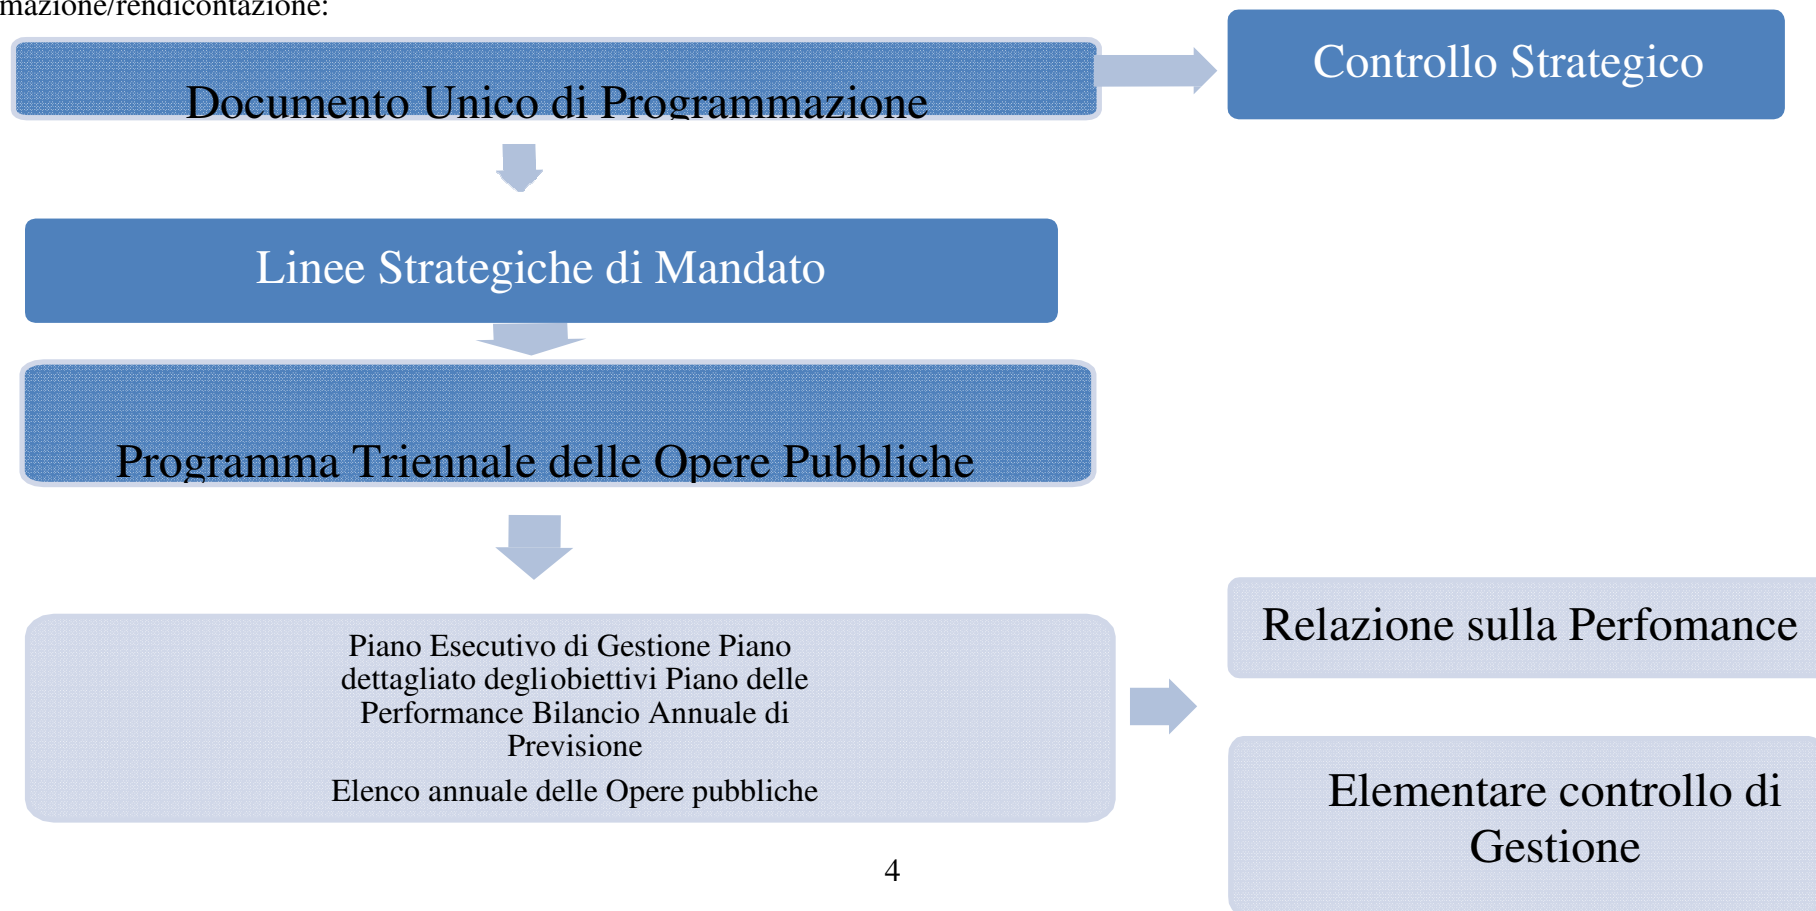 mazione/rendicontazione:
Documento Unico di Programmazione
Controllo Strategico
Linee Strategiche di Mandato
Programma Triennale delle Opere Pubbliche
Piano Esecutivo di Gestione Piano
dettagliato degli obiettivi Piano delle
Performance Bilancio Annuale di
Previsione
Elenco annuale delle Opere pubbliche
Relazione sulla Perfomance
Elementare controllo di
Gestione
4